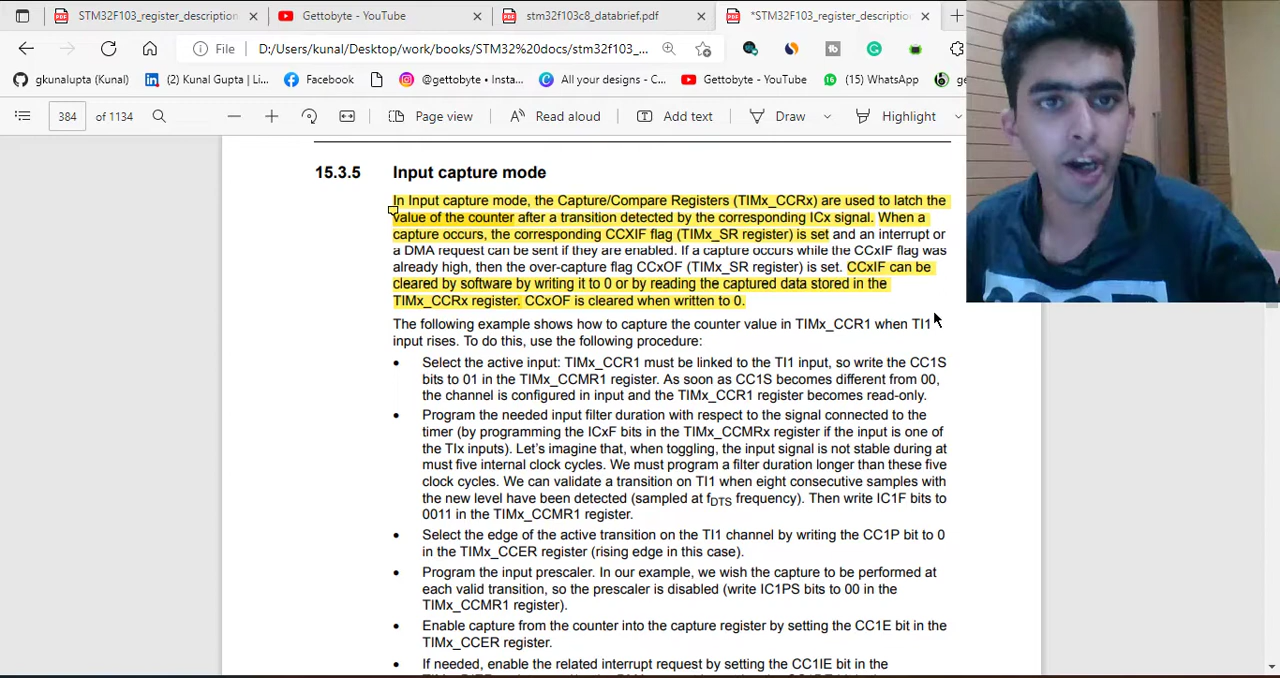 STM32F103_register_description
Gettobyte - YouTube
stm32f103c8_databrief.pdf
*STM32F103_register_descriptio
File
D:/Users/kunal/Desktop/work/books/STM32%20docs/stm32f103_...
gkunalupta (Kunal)
(2) Kunal Gupta | Li...
Facebook
@gettobyte • Insta...
All your designs - C...
Gettobyte - YouTube
(15) WhatsApp
ge
384 of 1134
Page view
Read aloud
Add text
Draw
Highlight
15.3.5 Input capture mode
In Input capture mode, the Capture/Compare Registers (TIMx_CCRx) are used to latch the
value of the counter after a transition detected by the corresponding ICx signal. When a
capture occurs, the corresponding CCXIF flag (TIMx_SR register) is set and an interrupt or
a DMA request can be sent if they are enabled. If a capture occurs while the CCxIF flag was
already high, then the over-capture flag CCxOF (TIMx_SR register) is set. CCxIF can be
cleared by software by writing it to 0 or by reading the captured data stored in the
TIMx_CCRx register. CCxOF is cleared when written to 0.
The following example shows how to capture the counter value in TIMx_CCR1 when TI1
input rises. To do this, use the following procedure:
• Select the active input: TIMx_CCR1 must be linked to the TI1 input, so write the CC1S
bits to 01 in the TIMx_CCMR1 register. As soon as CC1S becomes different from 00,
the channel is configured in input and the TIMx_CCR1 register becomes read-only.
• Program the needed input filter duration with respect to the signal connected to the
timer (by programming the ICxF bits in the TIMx_CCMRx register if the input is one of
the TIx inputs). Let's imagine that, when toggling, the input signal is not stable during at
must five internal clock cycles. We must program a filter duration longer than these five
clock cycles. We can validate a transition on TI1 when eight consecutive samples with
the new level have been detected (sampled at fDTS frequency). Then write IC1F bits to
0011 in the TIMx_CCMR1 register.
• Select the edge of the active transition on the TI1 channel by writing the CC1P bit to 0
in the TIMx_CCER register (rising edge in this case).
• Program the input prescaler. In our example, we wish the capture to be performed at
each valid transition, so the prescaler is disabled (write IC1PS bits to 00 in the
TIMx_CCMR1 register).
• Enable capture from the counter into the capture register by setting the CC1E bit in the
TIMx_CCER register.
• If needed, enable the related interrupt request by setting the CC1IE bit in the